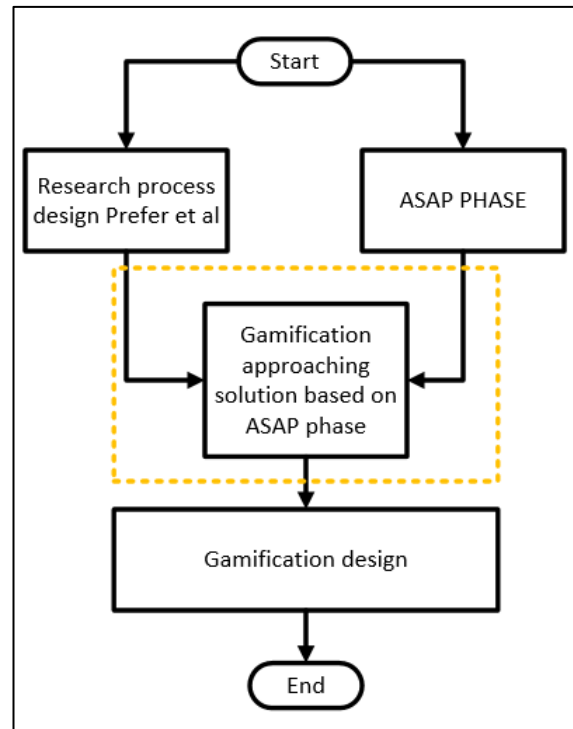 Start
Research process
design Prefer et al
ASAP PHASE
Gamification
approaching
solution based on
ASAP phase
Gamification design
End